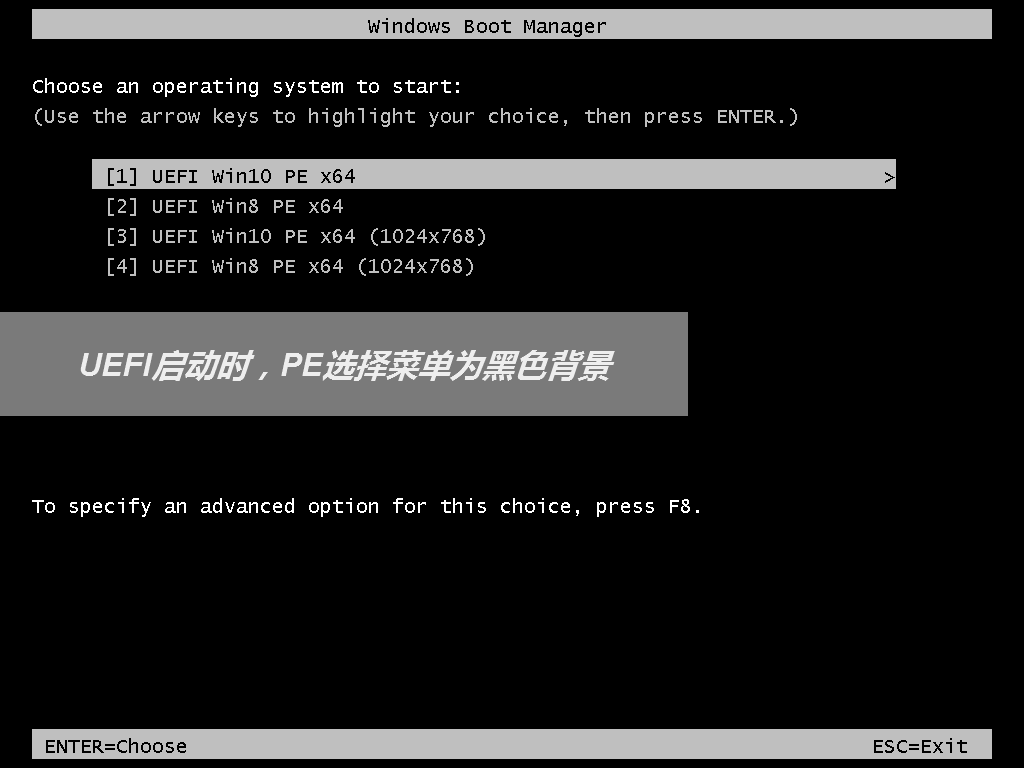 Windows Boot Manager
Choose an operating system to start:
(Use the arrow keys to highlight your choice, then press ENTER.)
[1] UEFI Win10 PE x64 >
[2] UEFI Win8 PE x64
[3] UEFI Win10 PE x64 (1024x768)
[4] UEFI Win8 PE x64 (1024x768)
UEFI启动时，PE选择菜单为黑色背景
To specify an advanced option for this choice, press F8.
ENTER=Choose ESC=Exit